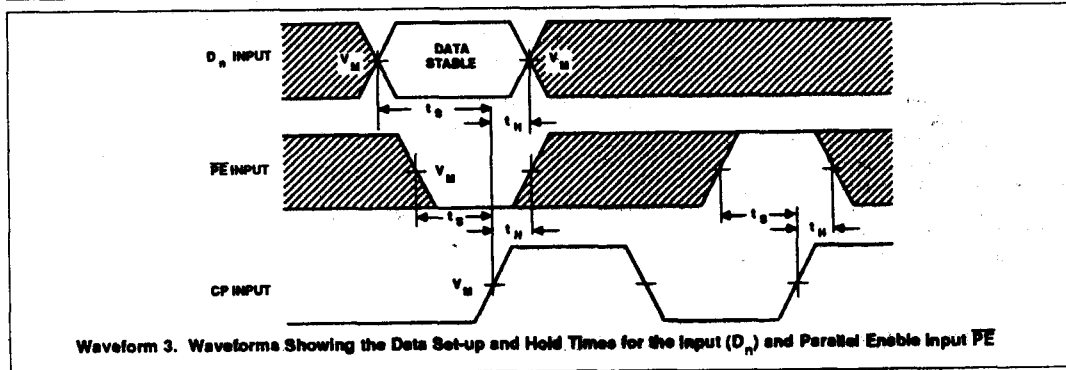 Dn INPUT
VM
DATA
STABLE
VM
tS
tH
PE INPUT
VM
tS
tH
tS
tH
CP INPUT
VM
Waveform 3. Waveforms Showing the Data Set-up and Hold Times for the Input (Dn) and Parallel Enable Input PE